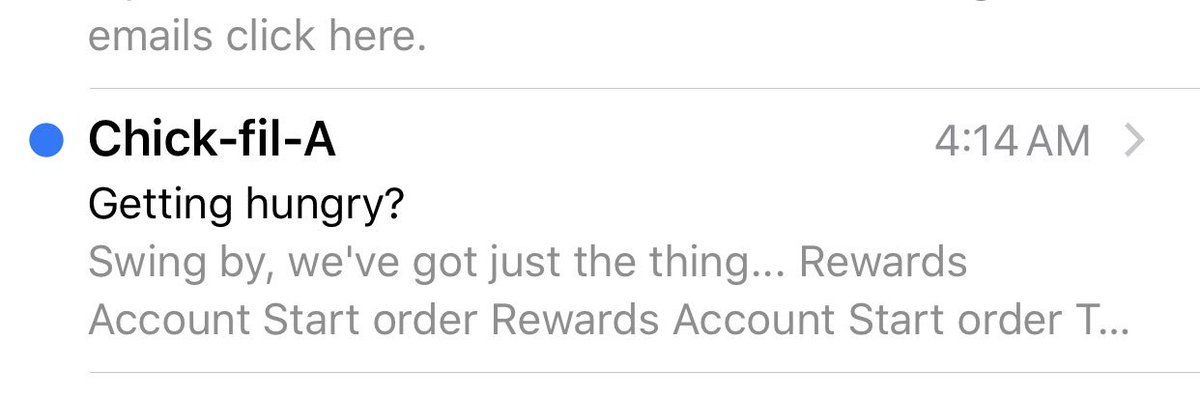 emails click here.
Chick-fil-A 4:14 AM
Getting hungry?
Swing by, we've got just the thing... Rewards
Account Start order Rewards Account Start order T...